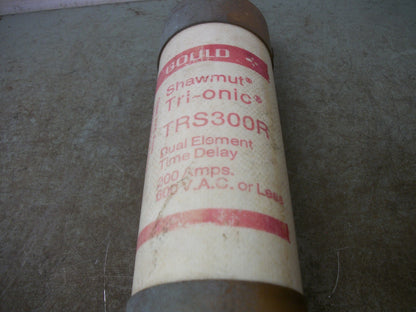 GOULD
Shawmut®
Tri-onic®
TRS300R
Dual Element
Time Delay
300 Amps.
600 V.A.C. or Less